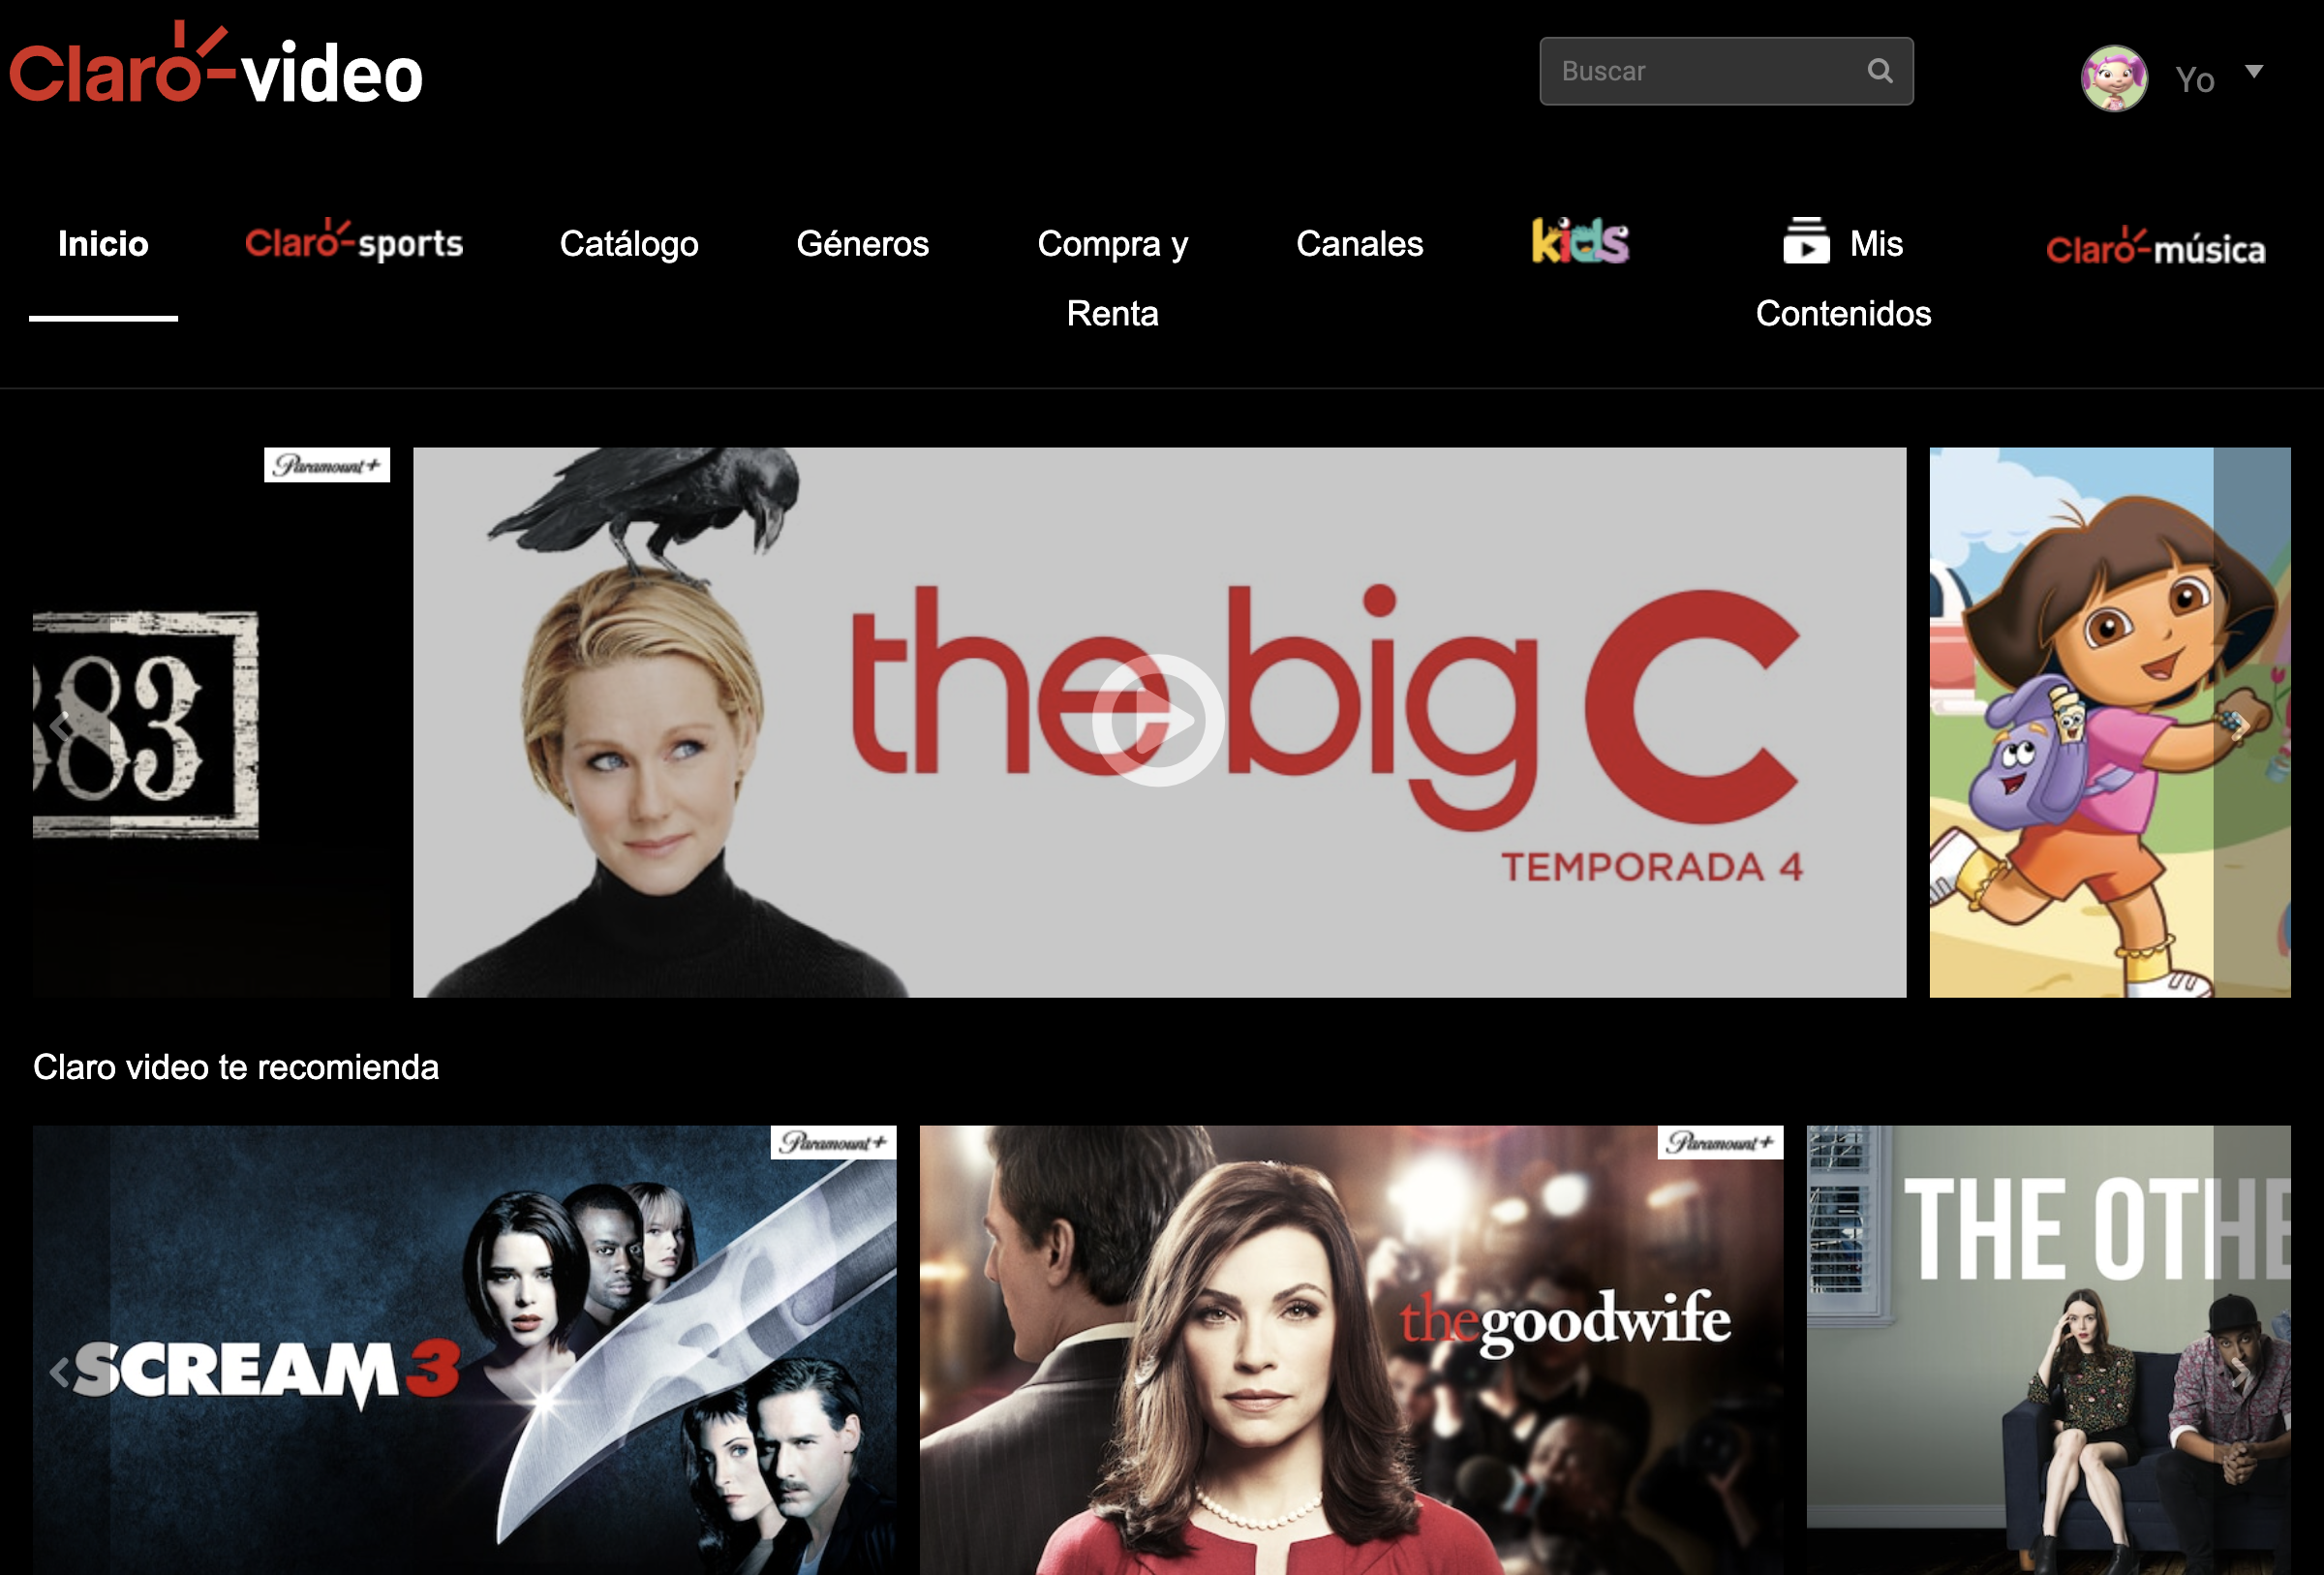 Claro-video
Buscar
Yo
Inicio
Claro-sports
Catálogo
Géneros
Compra y
Renta
Canales
kids
Mis
Contenidos
Claro-música
Paramount+
883
the big C
TEMPORADA 4
Claro video te recomienda
Paramount+
SCREAM 3
Paramount+
thegoodwife
THE OTHE